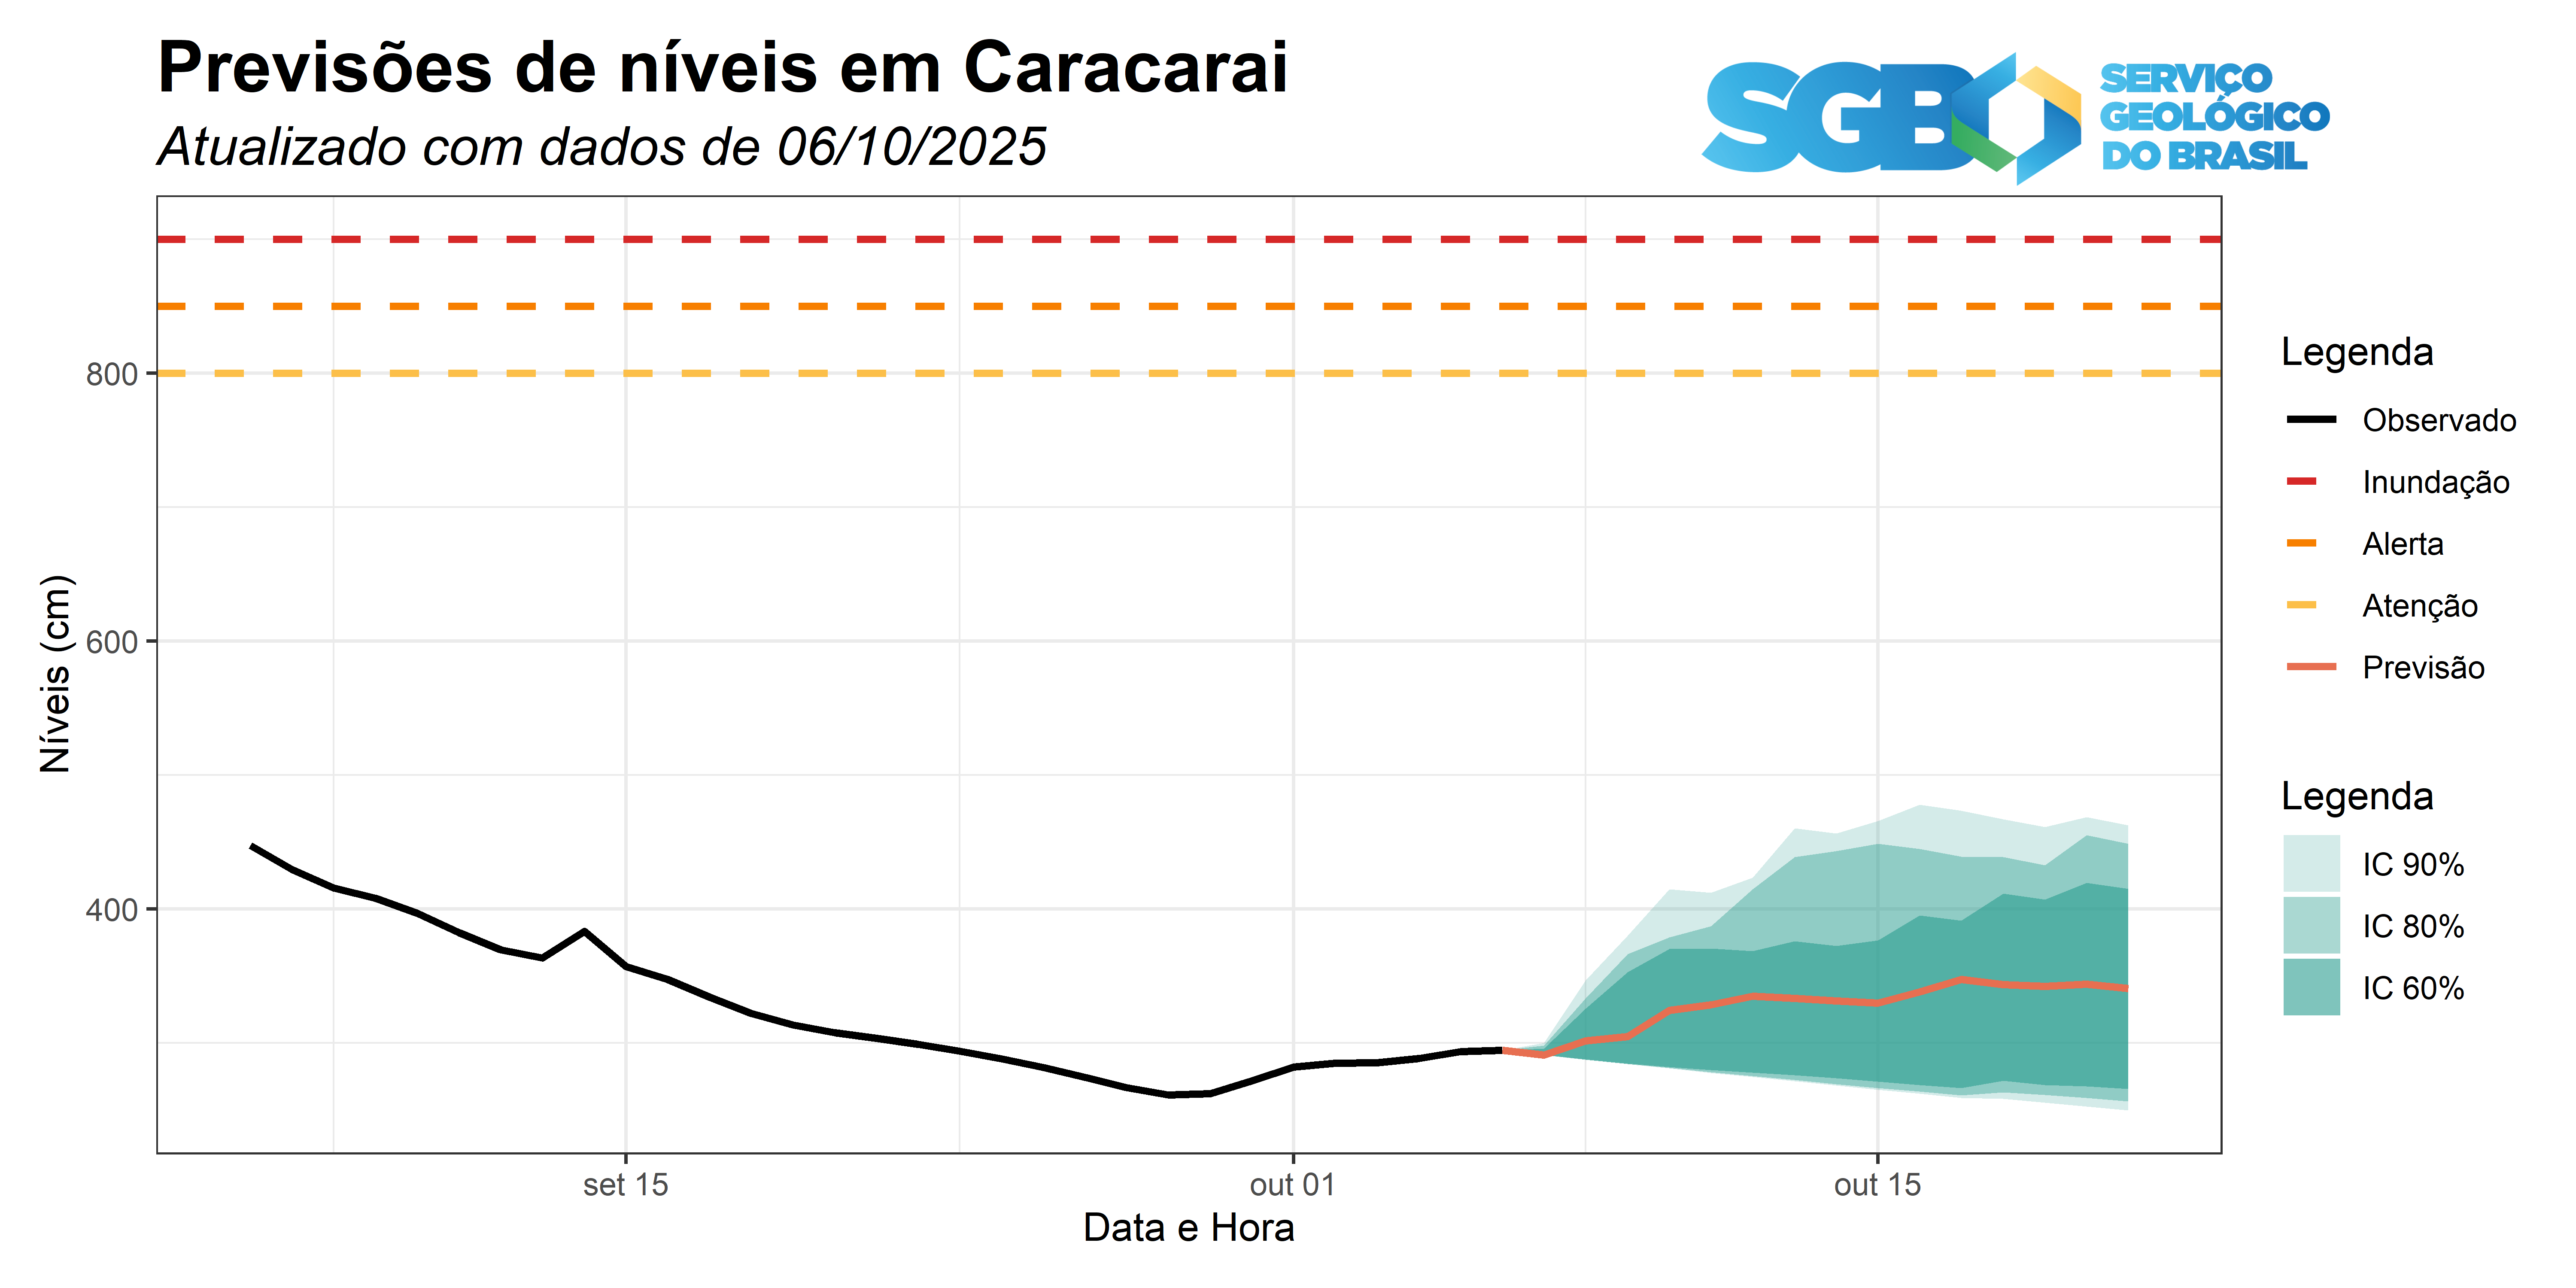 Previsões de níveis em Caracarai
Atualizado com dados de 06/10/2025
SGB
SERVIÇO
GEOLÓGICO
DO BRASIL
Níveis (cm)
800
600
400
set 15
out 01
out 15
Data e Hora
Legenda
Observado
Inundação
Alerta
Atenção
Previsão
Legenda
IC 90%
IC 80%
IC 60%